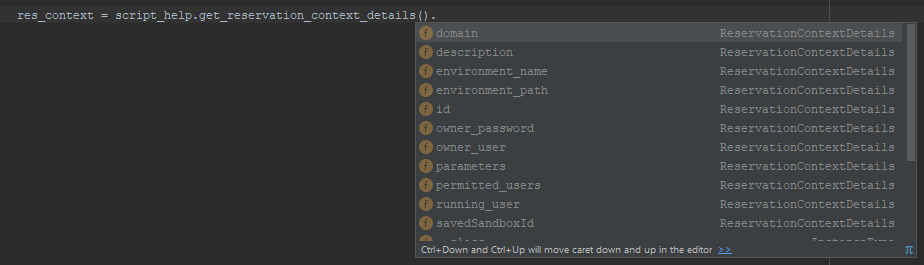 res_context = script_help.get_reservation_context_details().
f domain ReservationContextDetails
f description ReservationContextDetails
f environment_name ReservationContextDetails
f environment_path ReservationContextDetails
f id ReservationContextDetails
f owner_password ReservationContextDetails
f owner_user ReservationContextDetails
f parameters ReservationContextDetails
f permitted_users ReservationContextDetails
f running_user ReservationContextDetails
f savedSandboxId ReservationContextDetails
Ctrl+Down and Ctrl+Up will move caret down and up in the editor >> π